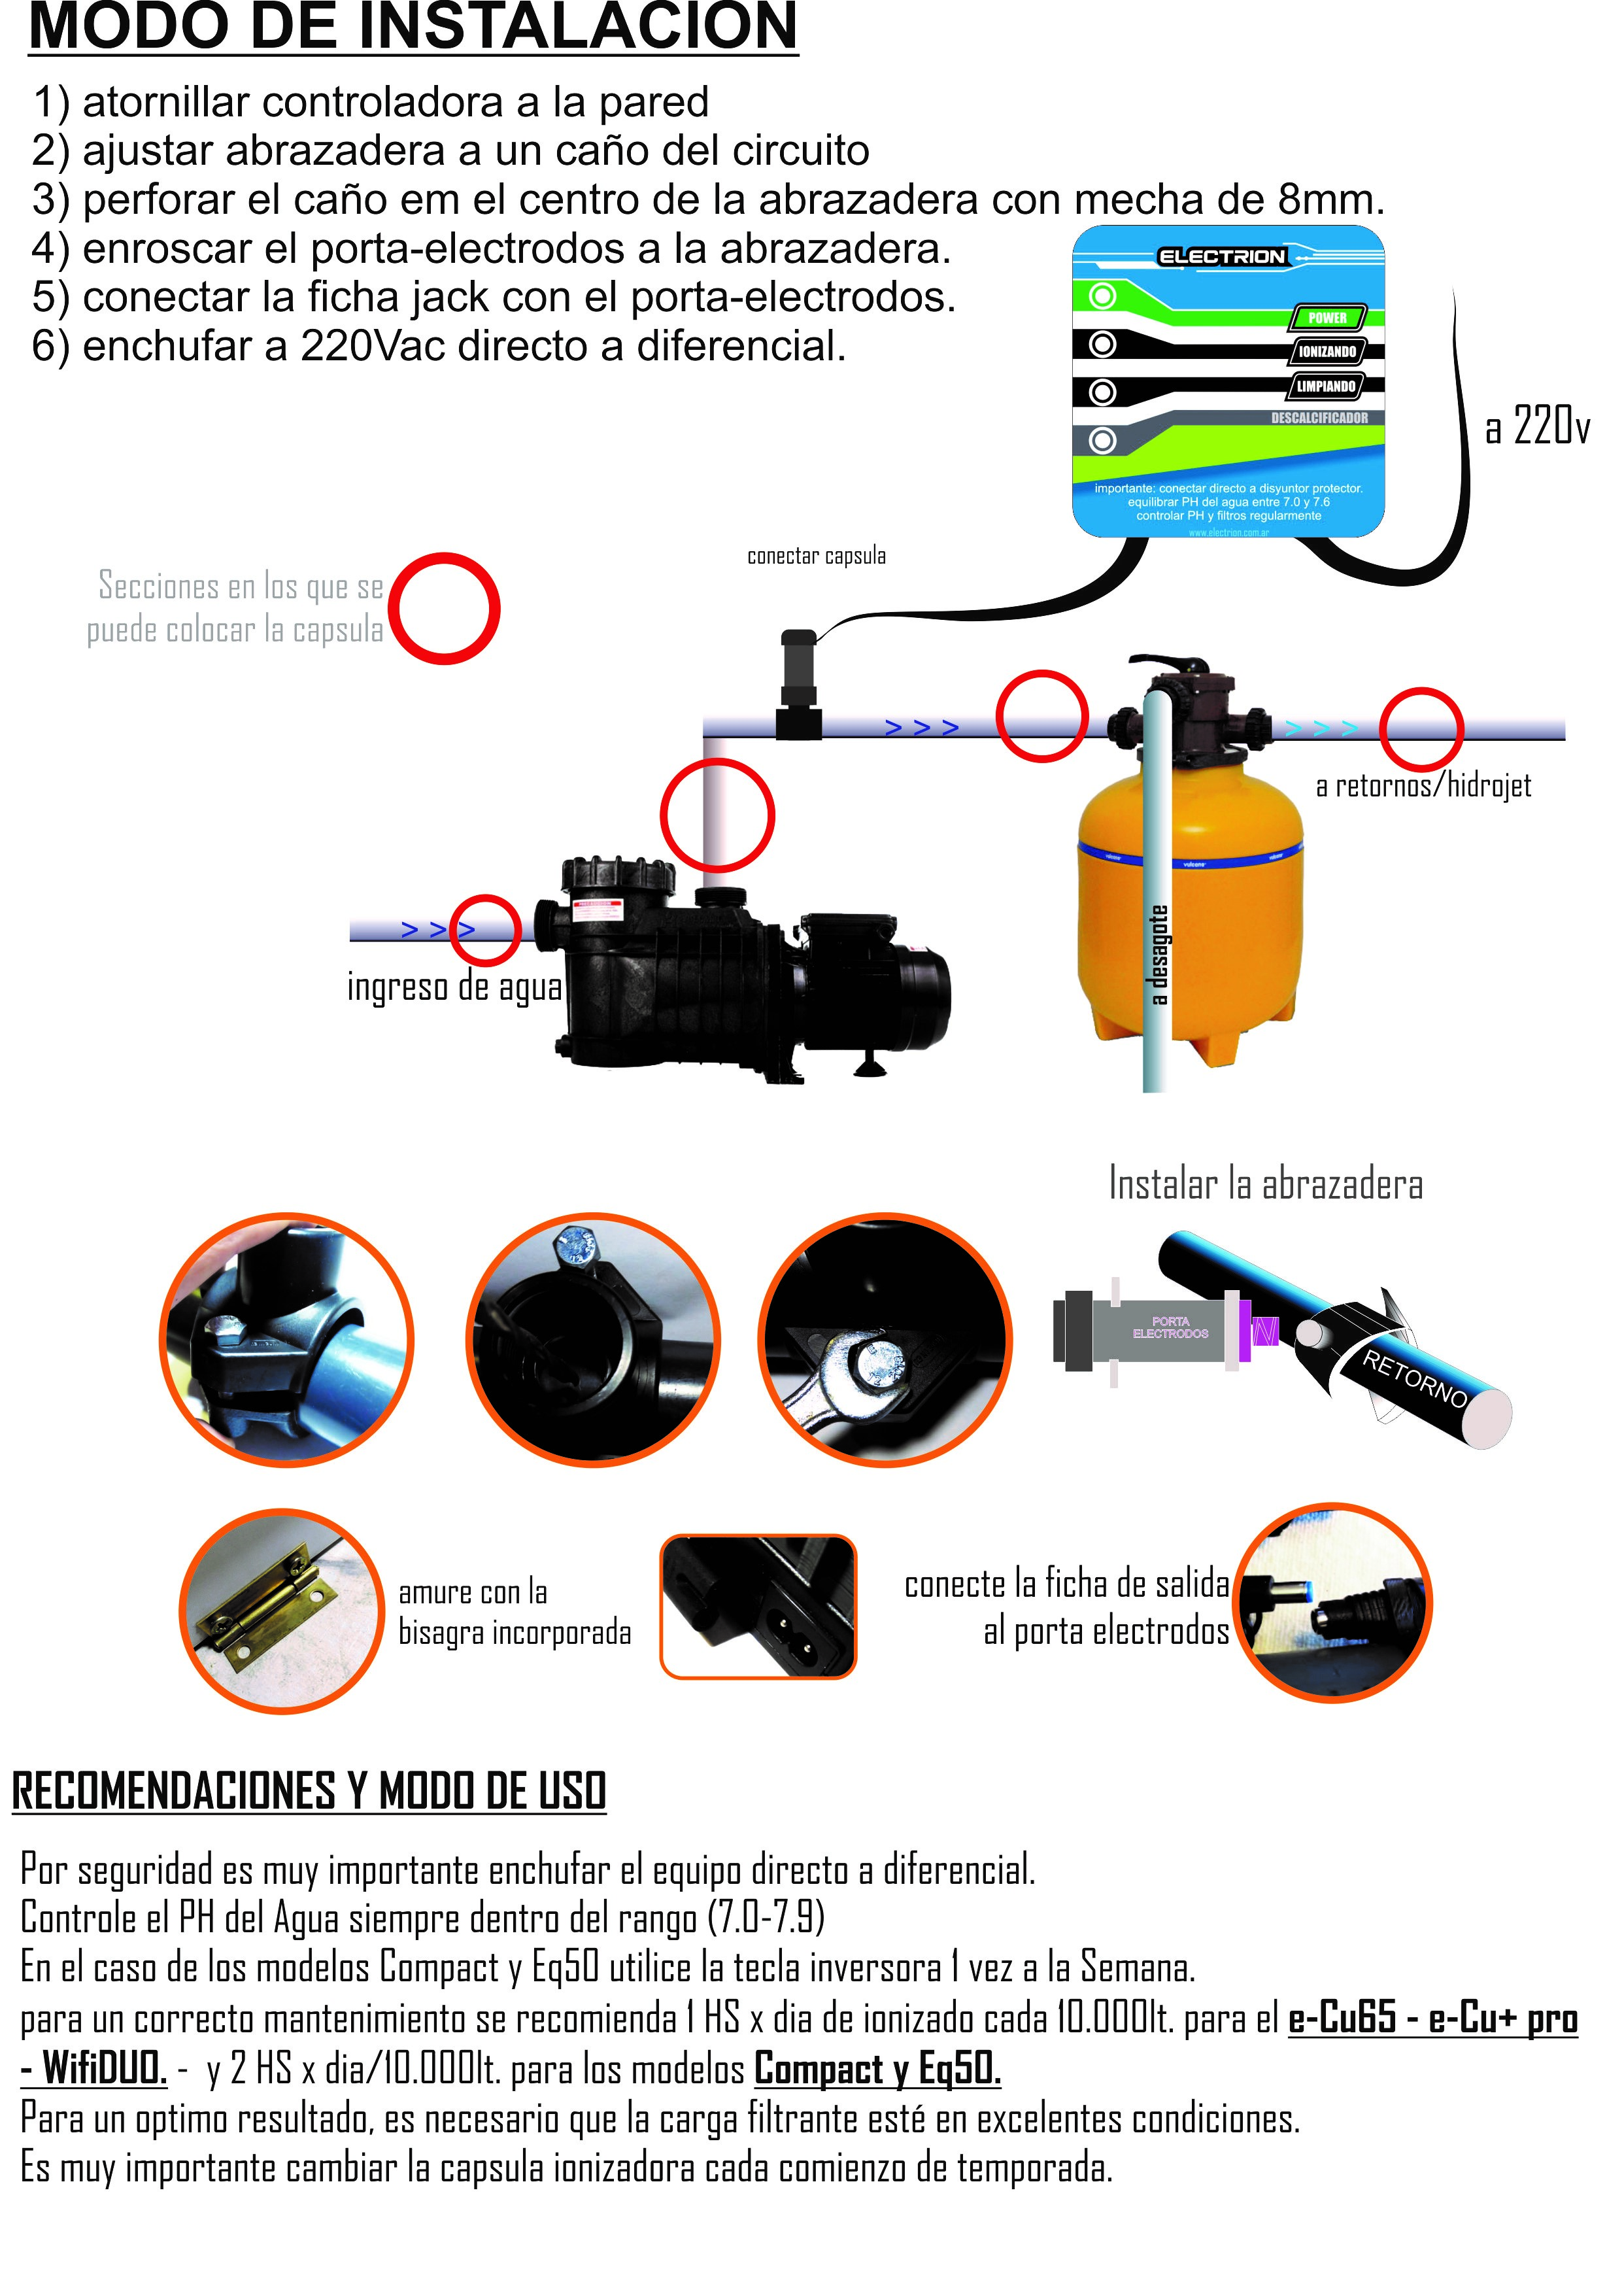 MODO DE INSTALACION
1) atornillar controladora a la pared
2) ajustar abrazadera a un caño del circuito
3) perforar el caño em el centro de la abrazadera con mecha de 8mm.
4) enroscar el porta-electrodos a la abrazadera.
5) conectar la ficha jack con el porta-electrodos.
6) enchufar a 220Vac directo a diferencial.
ELECTRION
POWER
IONIZANDO
LIMPIANDO
DESCALCIFICADOR
importante: conectar directo a disyuntor protector.
equilibrar PH del agua entre 7.0 y 7.6
controlar PH y filtros regularmente
www.electrion.com.ar
a 220v
conectar capsula
Secciones en los que se
puede colocar la capsula
> > >
> > >
a retornos/hidrojet
vulcano
vulcano
vulcano
a desagote
> > >
ingreso de agua
Instalar la abrazadera
PORTA
ELECTRODOS
RETORNO
amure con la
bisagra incorporada
conecte la ficha de salida
al porta electrodos
RECOMENDACIONES Y MODO DE USO
Por seguridad es muy importante enchufar el equipo directo a diferencial.
Controle el PH del Agua siempre dentro del rango (7.0-7.9)
En el caso de los modelos Compact y Eq50 utilice la tecla inversora 1 vez a la Semana.
para un correcto mantenimiento se recomienda 1 HS x dia de ionizado cada 10.000lt. para el e-Cu65 - e-Cu+ pro
- WifiDUO. - y 2 HS x dia/10.000lt. para los modelos Compact y Eq50.
Para un optimo resultado, es necesario que la carga filtrante esté en excelentes condiciones.
Es muy importante cambiar la capsula ionizadora cada comienzo de temporada.